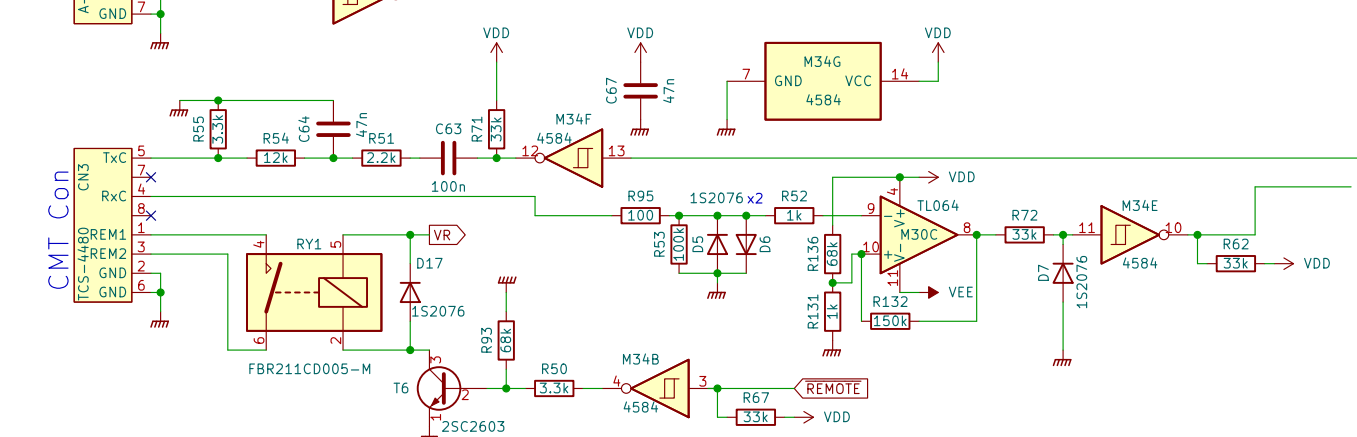 A-
GND 7
VDD
VDD
VDD
M34G
7 GND VCC 14
4584
C67 47n
R55 3.3k
C64 47n
R71 33k
M34F
4584
12 13
R54 12k
R51 2.2k
C63 100n
CMT Con
CN3
TCS-4480
TxC 5
7
RxC 4
8
REM1 1
REM2 3
GND 2
GND 6
R95 100
1S2076 x2
R52 1k
R53 100k
D5
D6
R136 68k
R131 1k
VDD
TL064
M30C
9 - V+ 4
10 + V- 11
8
VEE
R132 150k
R72 33k
M34E
11 10
4584
D7 1S2076
R62 33k
VDD
RY1
4 5
6 2
FBR211CD005-M
VR
D17
1S2076
R93 68k
T6
3
2
1
2SC2603
R50 3.3k
M34B
4 3
4584
REMOTE
R67 33k
VDD